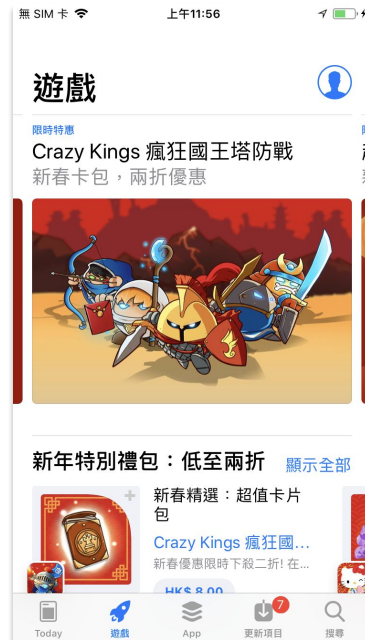 無 SIM 卡
上午11:56
遊戲
限時特惠
Crazy Kings 瘋狂國王塔防戰
新春卡包，兩折優惠
新年特別禮包：低至兩折
顯示全部
新春精選：超值卡片
包
Crazy Kings 瘋狂國...
新春優惠限時下殺二折! 在...
HK$ 8.00
Today
遊戲
App
7
更新項目
搜尋